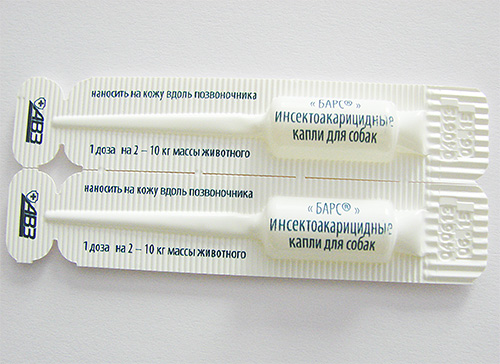 наносить на кожу вдоль позвоночника
« БАРС® »
Инсектоакарицидные
капли для собак
АВЗ
1 доза на 2 – 10 кг массы животного
наносить на кожу вдоль позвоночника
« БАРС® »
Инсектоакарицидные
капли для собак
АВЗ
1 доза на 2 – 10 кг массы животного